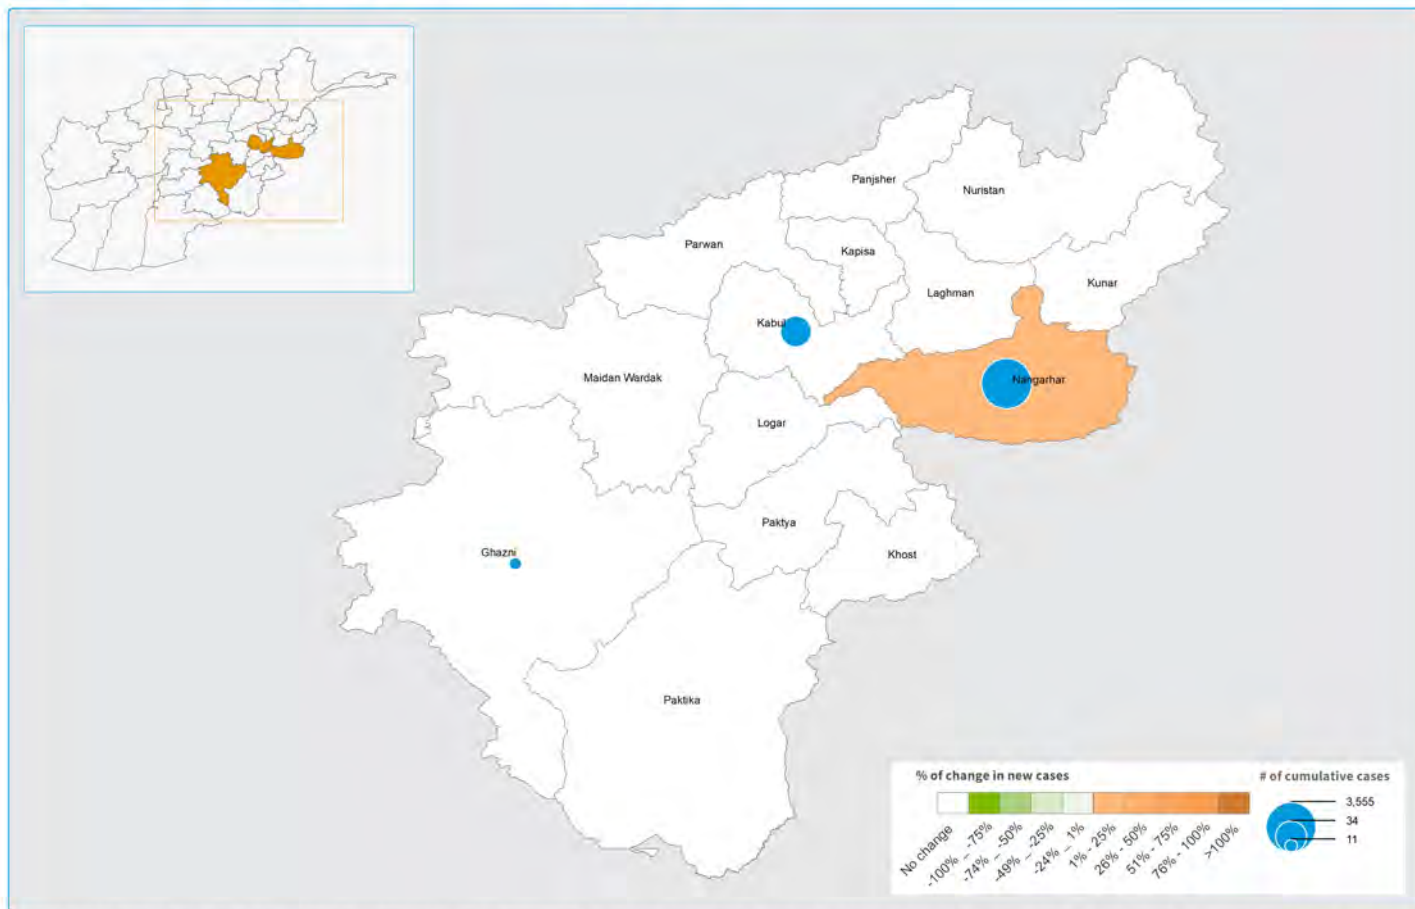 Panjsher
Nuristan
Parwan
Kapisa
Kunar
Laghman
Kabul
Maidan Wardak
Nangarhar
Logar
Paktya
Ghazni
Khost
Paktika
% of change in new cases
No change
-100% _ -75%
-74% _ -50%
-49% _ -25%
-24% _ 1%
1% - 25%
26% - 50%
51% - 75%
76% - 100%
>100%
# of cumulative cases
3,555
34
11